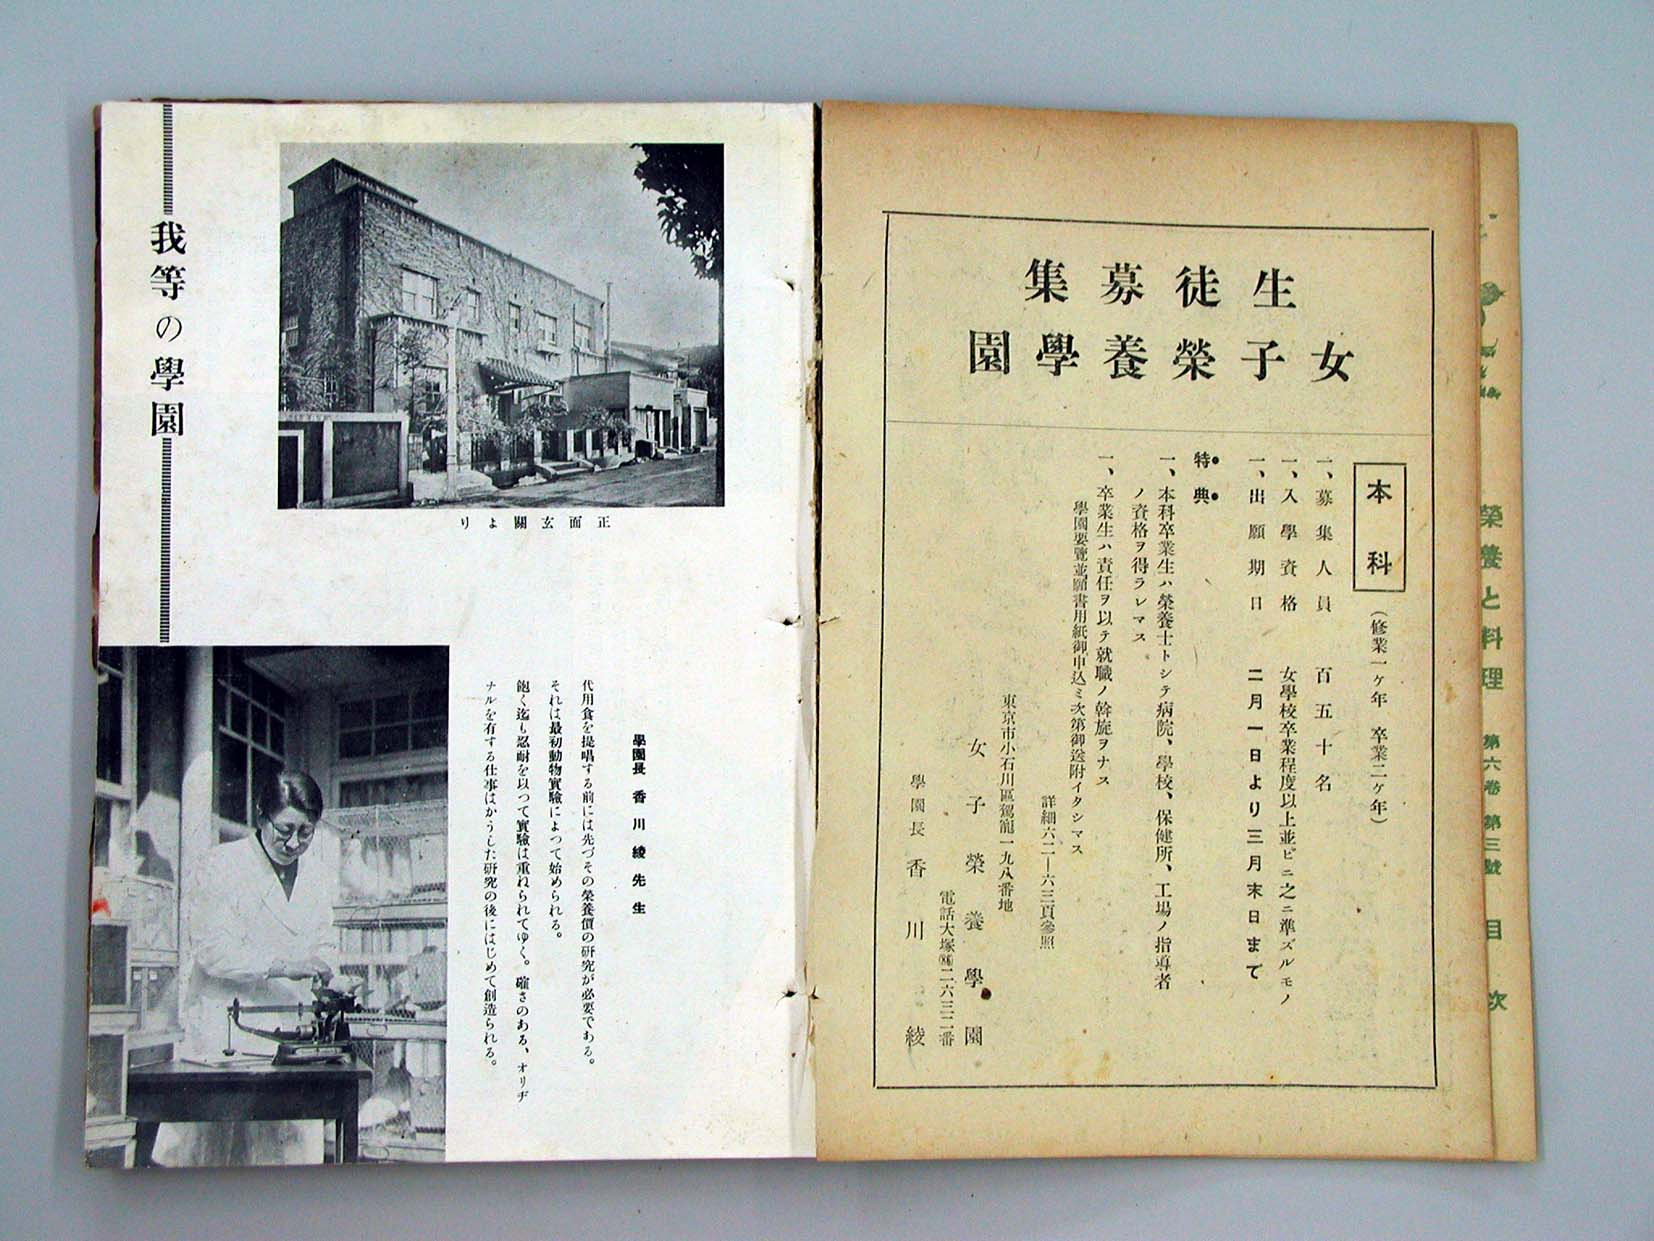 榮養と料理 第六卷 第三號 目次
生徒募集
女子榮養學園
本科
(修業一ヶ年 卒業二ヶ年)
一、募集人員 百五十名
一、入學資格 女學校卒業程度以上並ビニ之ニ準ズルモノ
一、出願期日 二月一日より三月末日まで
特典
一、本科卒業生ハ榮養士トシテ病院、學校、保健所、工場ノ指導者
ノ資格ヲ得ラレマス
一、卒業生ハ責任ヲ以テ就職ノ斡旋ヲナス
學園要覽並願書用紙御申込ミ次第御送附イタシマス
詳細六二―六三頁參照
東京市小石川區駕籠一九八番地
女子榮養學園
電話大塚㊇二六三二番
學園長 香川綾
我等の學園
正面玄關より
學園長 香川綾先生
代用食を提唱する前には先づその榮養價の研究が必要である。
それは最初動物實驗によつて始められる。
飽く迄も忍耐を以つて實驗は重ねられてゆく。確さのある、オリヂ
ナルを有する仕事はかうした研究の後にはじめて創造られる。